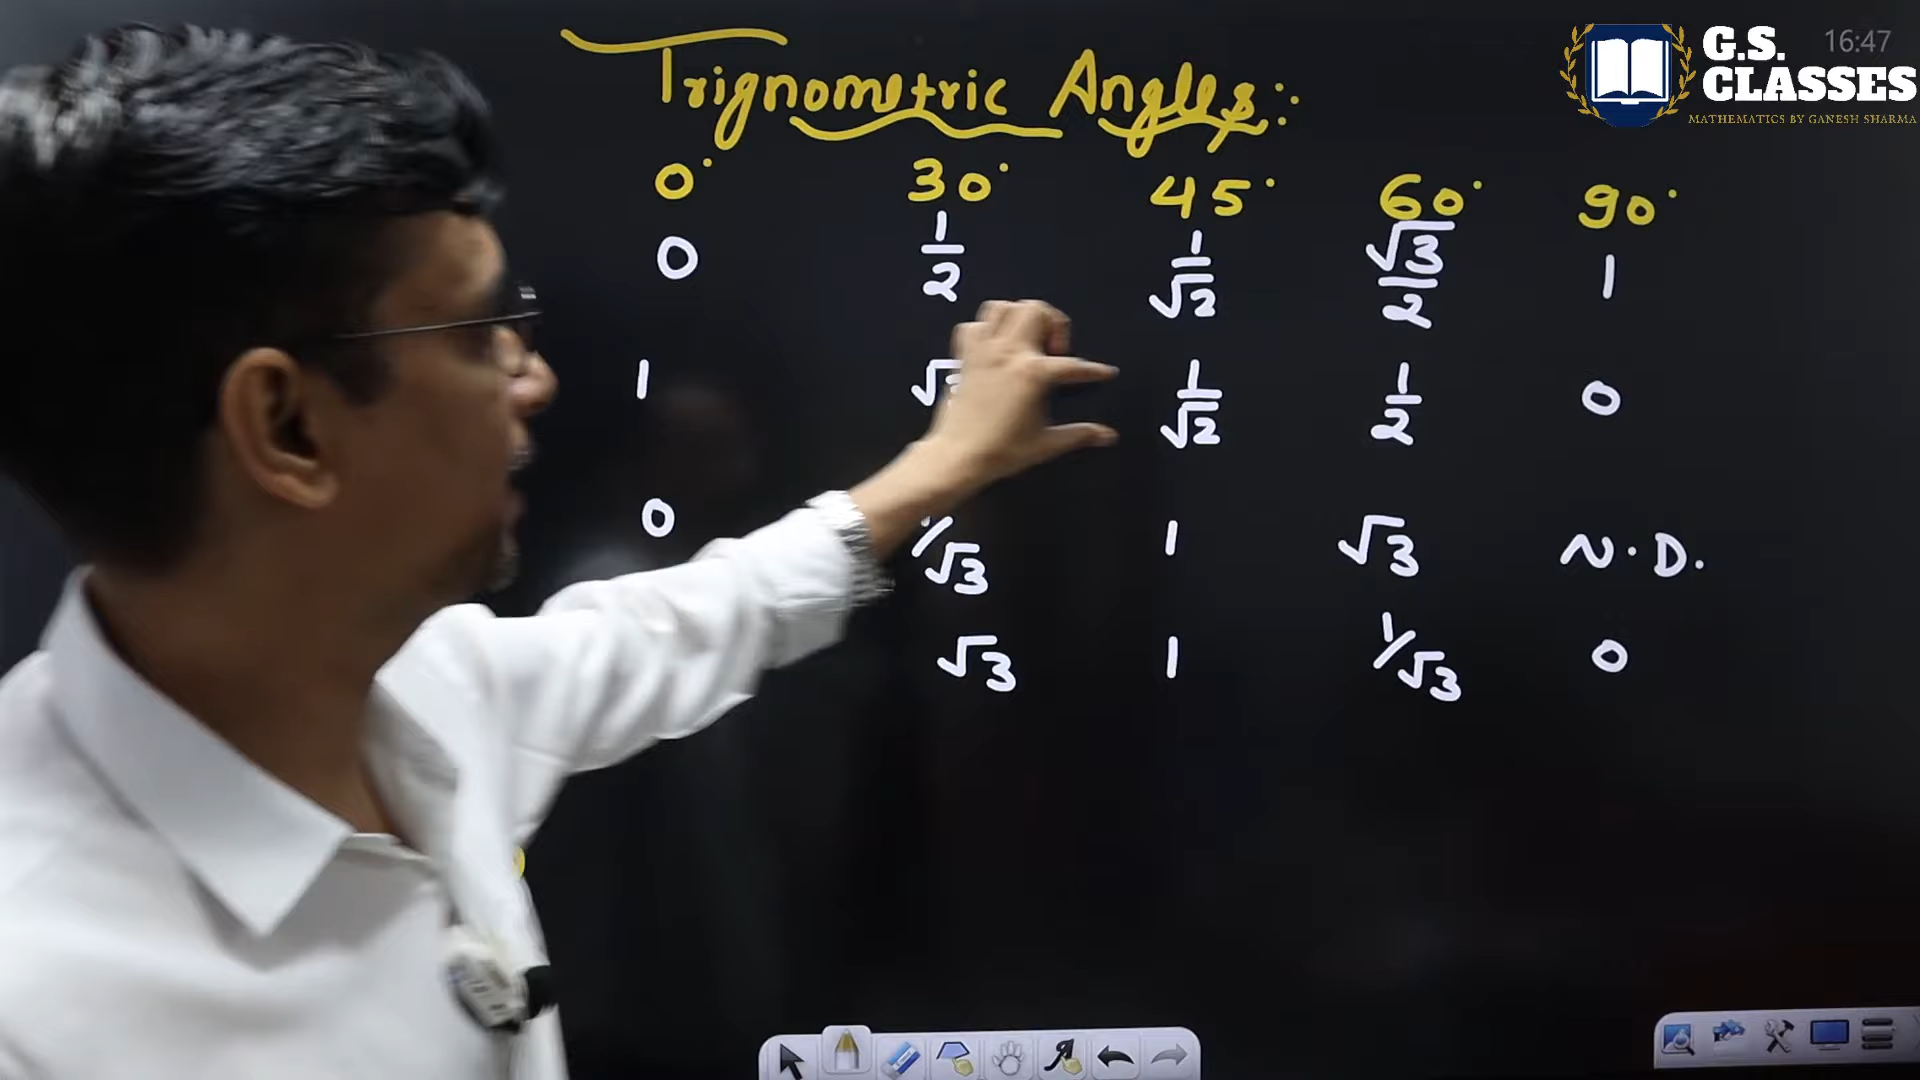 Trignometric Angles:
G.S. CLASSES
16:47
MATHEMATICS BY GANESH SHARMA
0° 30° 45° 60° 90°
0 1/2 1/√2 √3/2 1
1 1/√2 1/2 0
0 1/√3 1 √3 N.D.
√3 1 1/√3 0